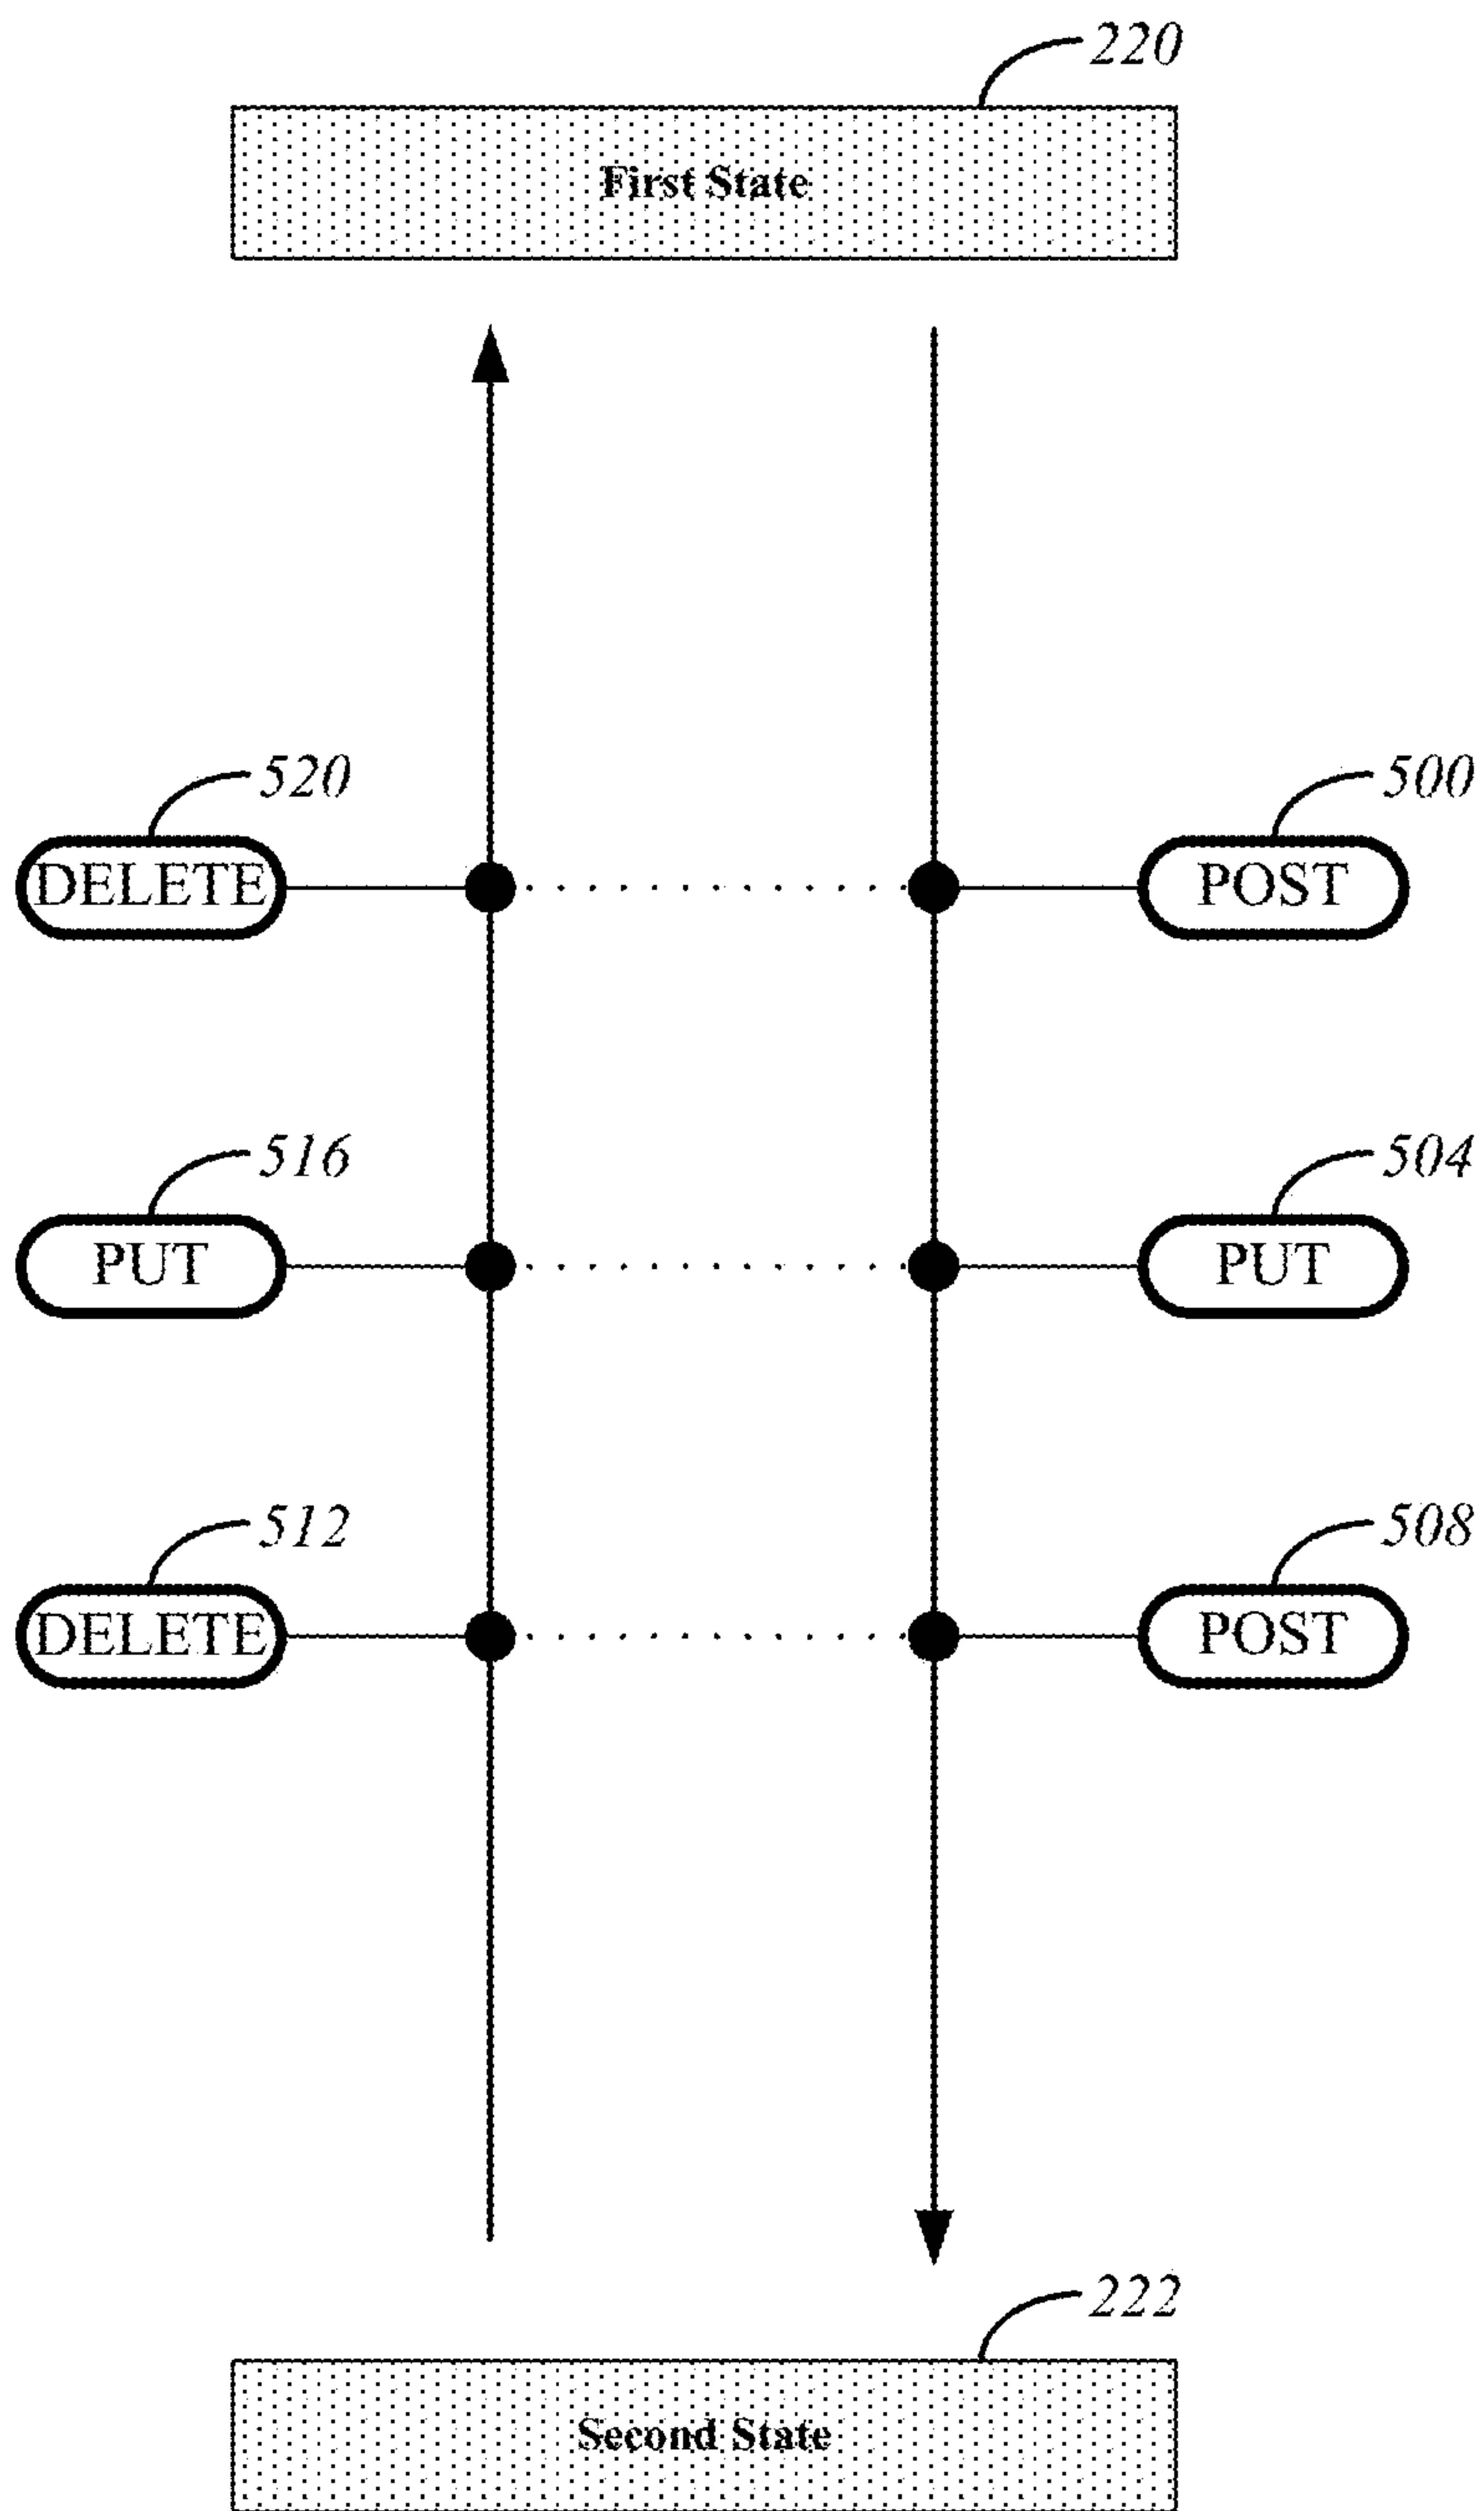 220
First State
520
500
DELETE
POST
516
504
PUT
PUT
512
508
DELETE
POST
222
Second State